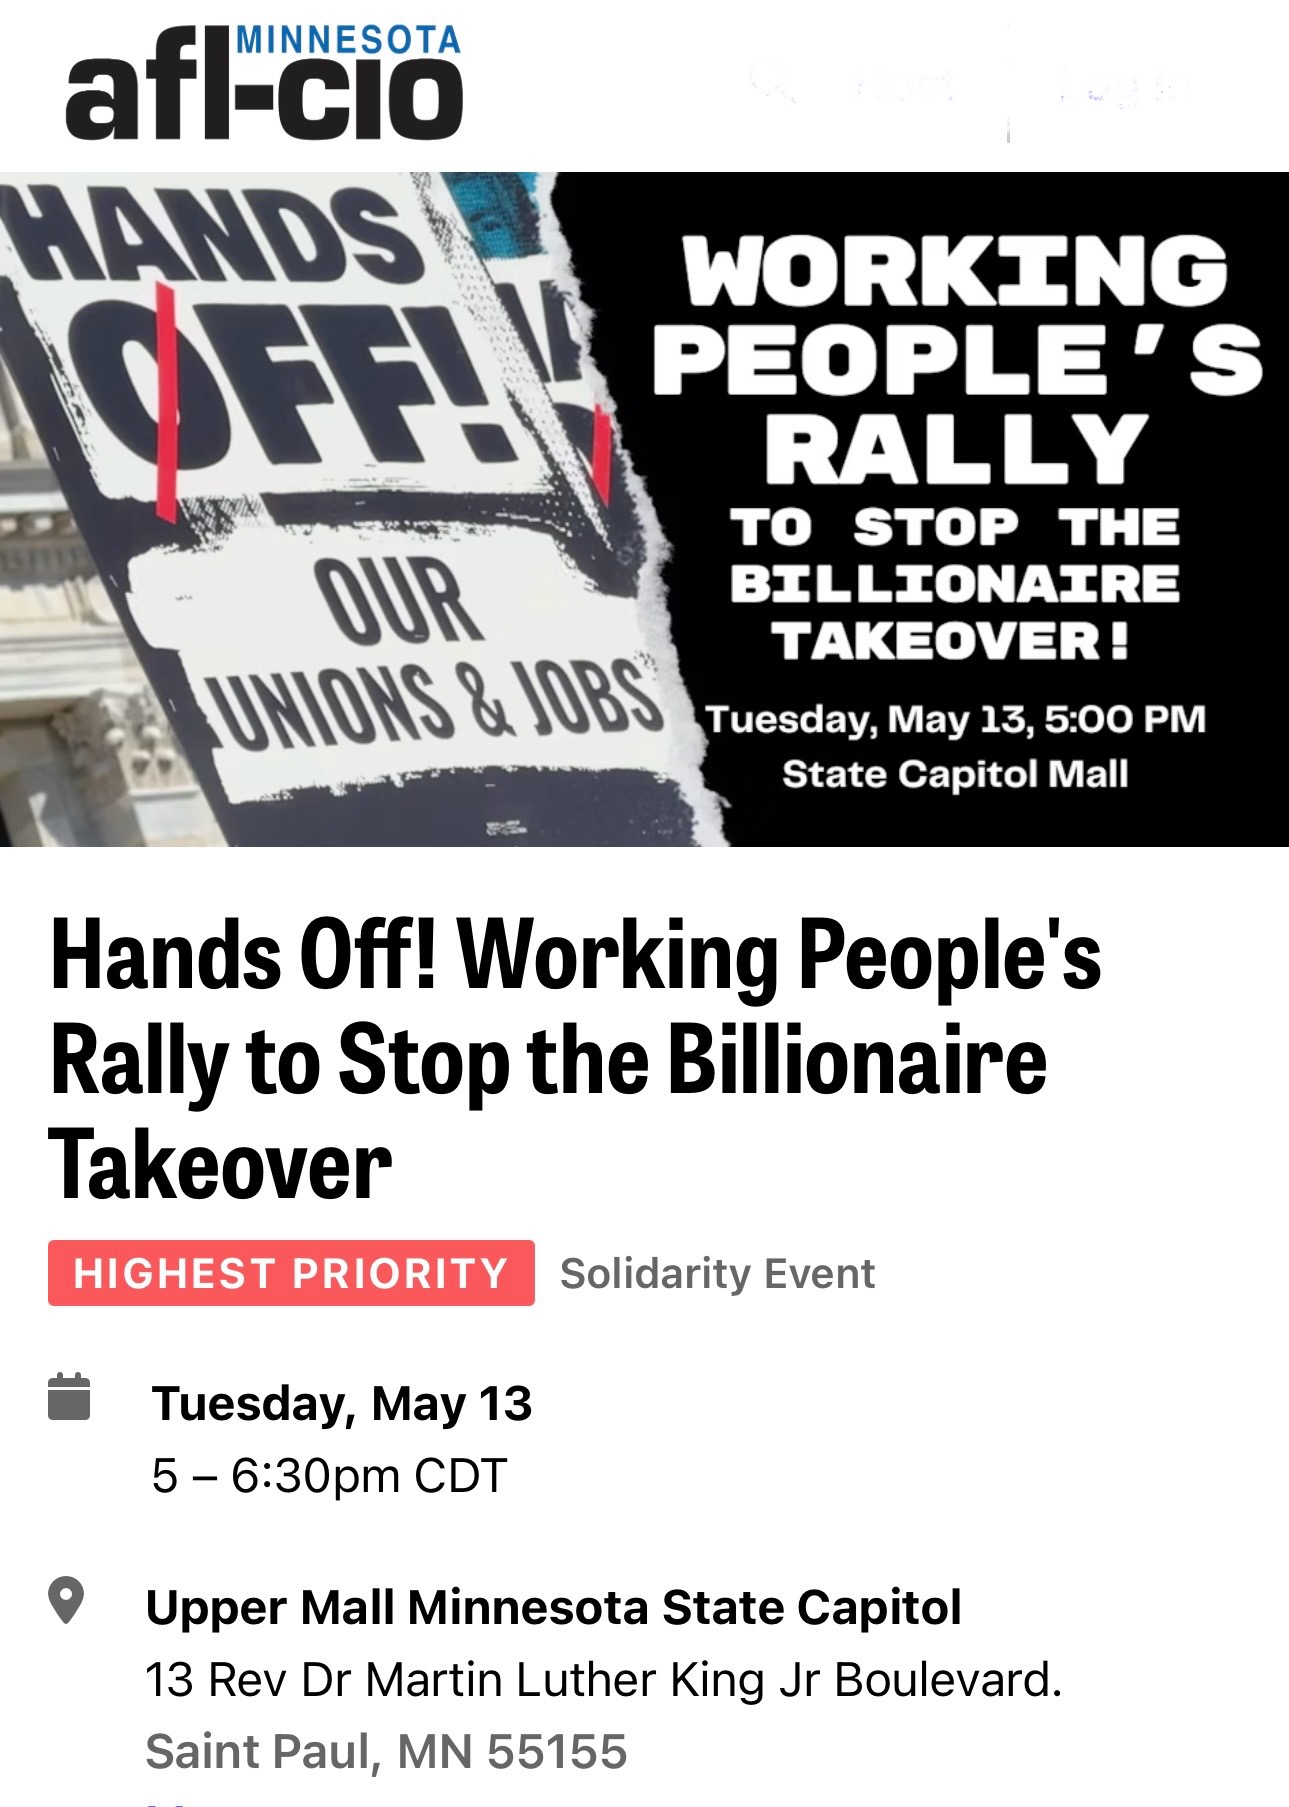 MINNESOTA
afl-cio
Host
Log in
HANDS
OFF!
OUR
UNIONS & JOBS
WORKING
PEOPLE'S
RALLY
TO STOP THE
BILLIONAIRE
TAKEOVER!
Tuesday, May 13, 5:00 PM
State Capitol Mall
Hands Off! Working People's
Rally to Stop the Billionaire
Takeover
HIGHEST PRIORITY Solidarity Event
Tuesday, May 13
5 – 6:30pm CDT
Upper Mall Minnesota State Capitol
13 Rev Dr Martin Luther King Jr Boulevard.
Saint Paul, MN 55155